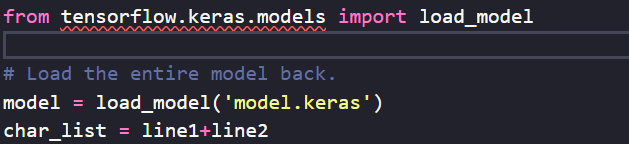 from tensorflow.keras.models import load_model
# Load the entire model back.
model = load_model('model.keras')
char_list = line1+line2